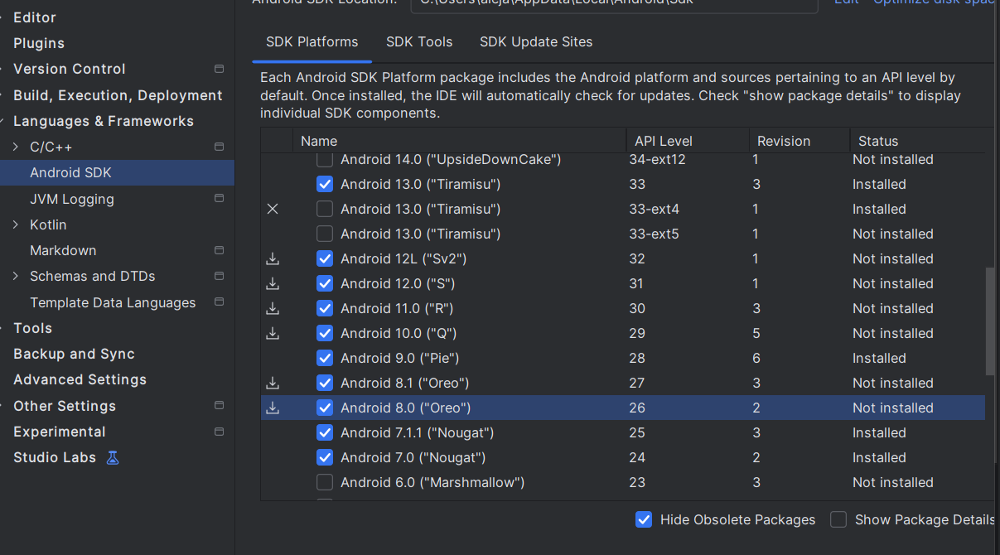 Android SDK Location: C:\Users\aleja\AppData\Local\Android\Sdk Edit Optimize disk spac
Editor
Plugins
Version Control
Build, Execution, Deployment
Languages & Frameworks
C/C++
Android SDK
JVM Logging
Kotlin
Markdown
Schemas and DTDs
Template Data Languages
Tools
Backup and Sync
Advanced Settings
Other Settings
Experimental
Studio Labs
SDK Platforms SDK Tools SDK Update Sites
Each Android SDK Platform package includes the Android platform and sources pertaining to an API level by
default. Once installed, the IDE will automatically check for updates. Check "show package details" to display
individual SDK components.
Name API Level Revision Status
Android 14.0 ("UpsideDownCake") 34-ext12 1 Not installed
Android 13.0 ("Tiramisu") 33 3 Installed
Android 13.0 ("Tiramisu") 33-ext4 1 Installed
Android 13.0 ("Tiramisu") 33-ext5 1 Not installed
Android 12L ("Sv2") 32 1 Not installed
Android 12.0 ("S") 31 1 Not installed
Android 11.0 ("R") 30 3 Not installed
Android 10.0 ("Q") 29 5 Not installed
Android 9.0 ("Pie") 28 6 Installed
Android 8.1 ("Oreo") 27 3 Not installed
Android 8.0 ("Oreo") 26 2 Not installed
Android 7.1.1 ("Nougat") 25 3 Installed
Android 7.0 ("Nougat") 24 2 Installed
Android 6.0 ("Marshmallow") 23 3 Not installed
Hide Obsolete Packages Show Package Details